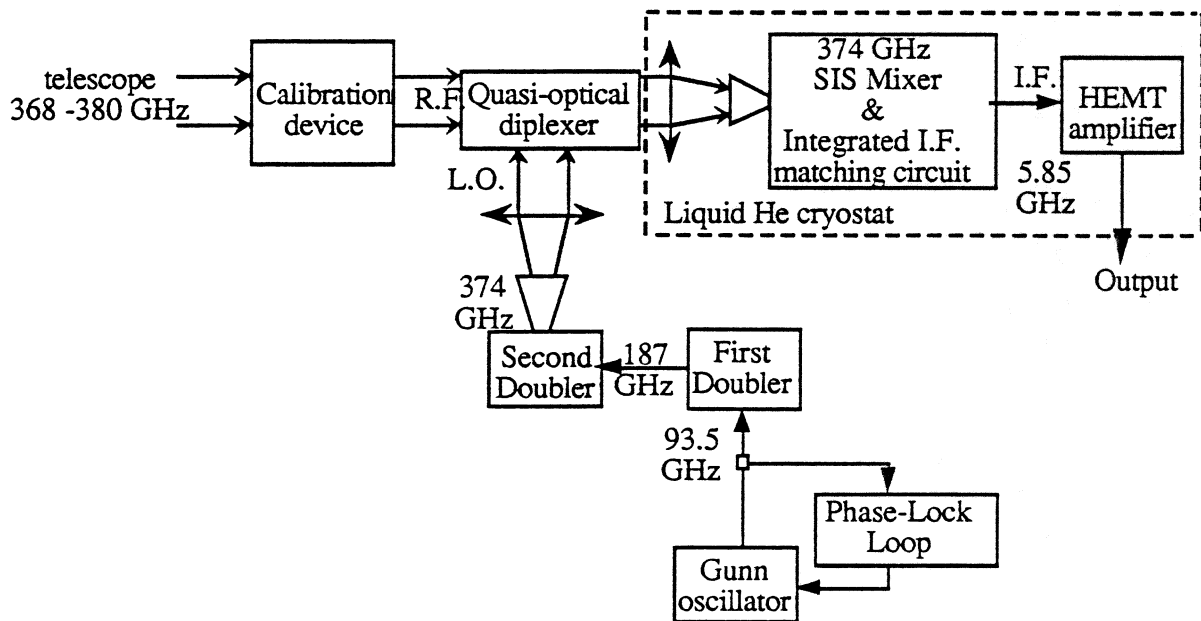 telescope
368 -380 GHz
Calibration
device
R.F.
Quasi-optical
diplexer
L.O.
374 GHz
SIS Mixer
&
Integrated I.F.
matching circuit
I.F.
HEMT
amplifier
5.85
GHz
Liquid He cryostat
Output
374
GHz
Second
Doubler
187
GHz
First
Doubler
93.5
GHz
Phase-Lock
Loop
Gunn
oscillator